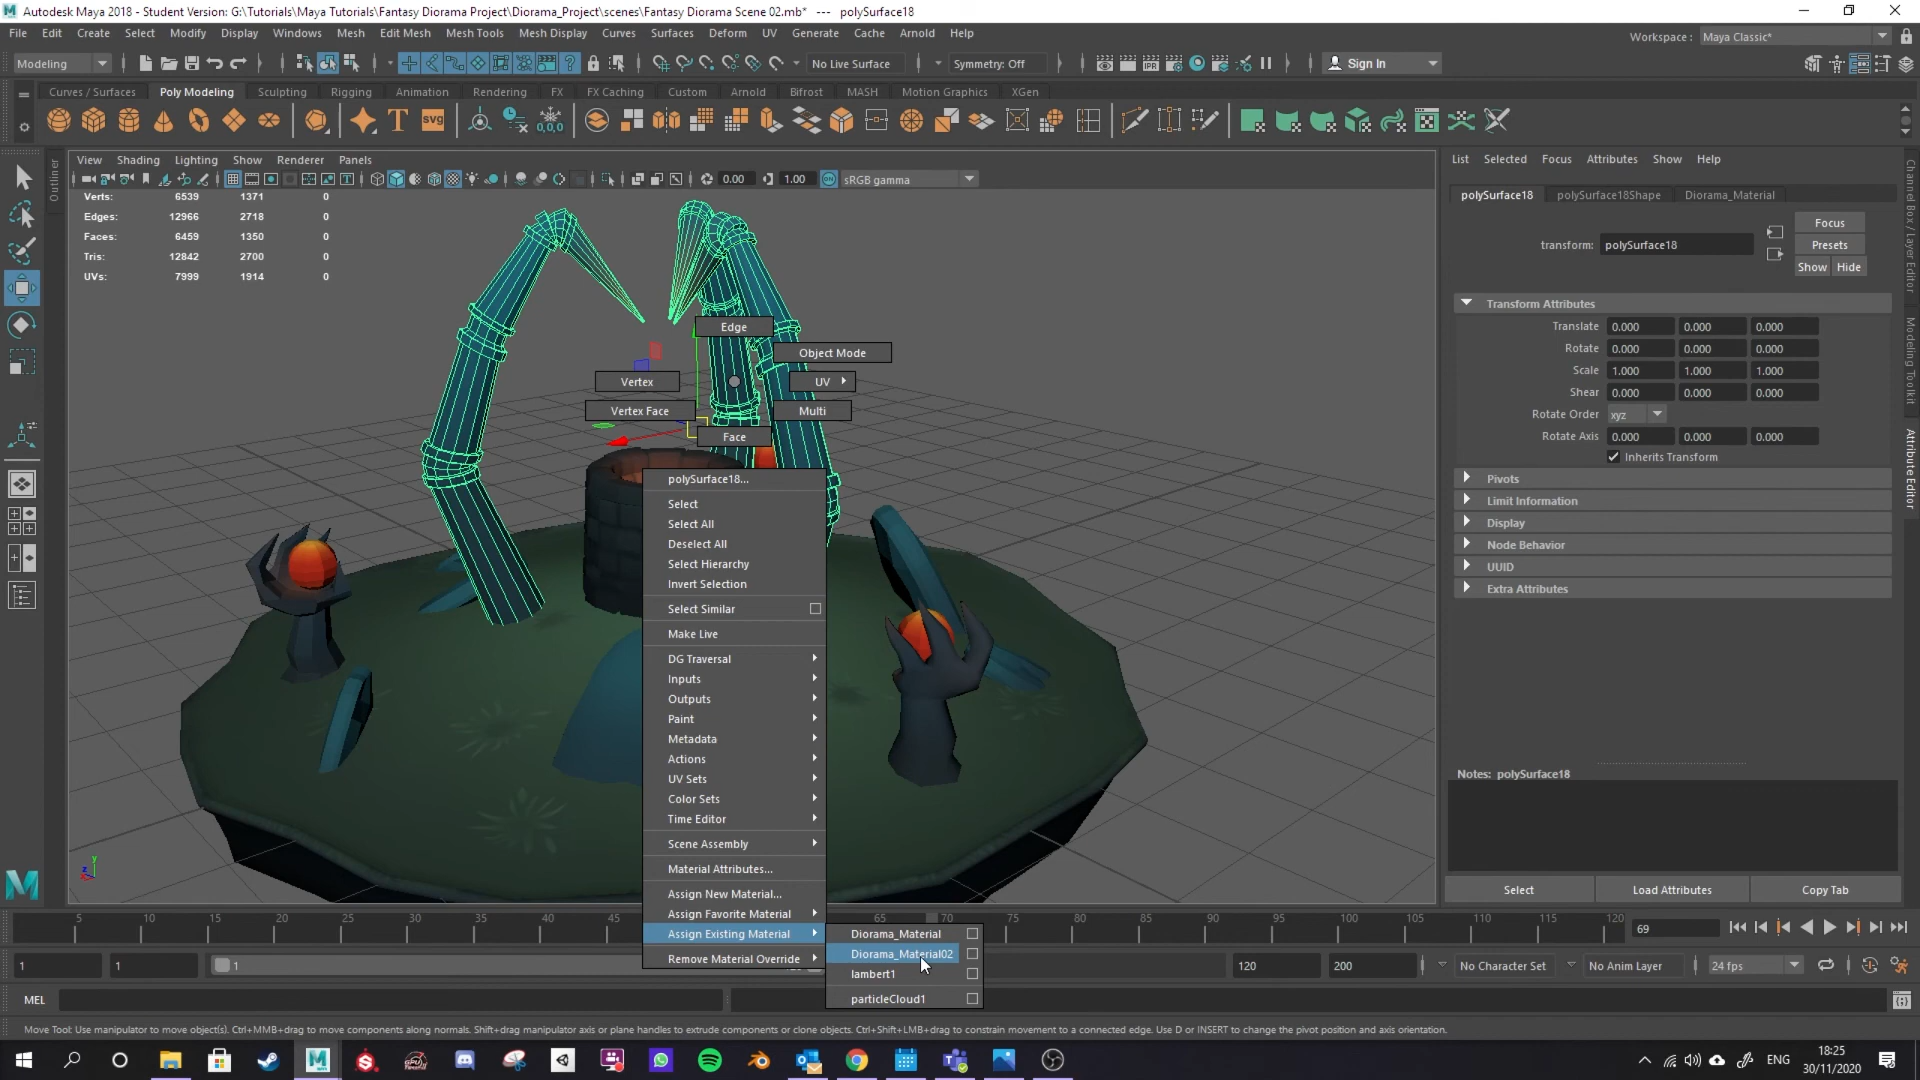 Autodesk Maya 2018 - Student Version: G:\Tutorials\Maya Tutorials\Fantasy Diorama Project\Diorama_Project\scenes\Fantasy Diorama Scene 02.mb* --- polySurface18
File Edit Create Select Modify Display Windows Mesh Edit Mesh Mesh Tools Mesh Display Curves Surfaces Deform UV Generate Cache Arnold Help
Workspace : Maya Classic*
Modeling No Live Surface Symmetry: Off Sign In
Curves / Surfaces Poly Modeling Sculpting Rigging Animation Rendering FX FX Caching Custom Arnold Bifrost MASH Motion Graphics XGen
T SVG 0,0,0
View Shading Lighting Show Renderer Panels
0.00 1.00 ON sRGB gamma
Outliner
Verts: 6539 1371 0
Edges: 12966 2718 0
Faces: 6459 1350 0
Tris: 12842 2700 0
UVs: 7999 1914 0
Edge
Object Mode
Vertex UV
Vertex Face Multi
Face
polySurface18...
Select
Select All
Deselect All
Select Hierarchy
Invert Selection
Select Similar
Make Live
DG Traversal
Inputs
Outputs
Paint
Metadata
Actions
UV Sets
Color Sets
Time Editor
Scene Assembly
Material Attributes...
Assign New Material...
Assign Favorite Material
Assign Existing Material
Remove Material Override
Diorama_Material
Diorama_Material02
lambert1
particleCloud1
List Selected Focus Attributes Show Help
polySurface18 polySurface18Shape Diorama_Material
Focus
transform: polySurface18 Presets
Show Hide
Transform Attributes
Translate 0.000 0.000 0.000
Rotate 0.000 0.000 0.000
Scale 1.000 1.000 1.000
Shear 0.000 0.000 0.000
Rotate Order xyz
Rotate Axis 0.000 0.000 0.000
Inherits Transform
Pivots
Limit Information
Display
Node Behavior
UUID
Extra Attributes
Notes: polySurface18
Select Load Attributes Copy Tab
Channel Box / Layer Editor
Modeling Toolkit
Attribute Editor
5 10 15 20 25 30 35 40 45 65 70 75 80 85 90 95 100 105 110 115 120
69
1 1 1 120 200 No Character Set No Anim Layer 24 fps
MEL
Move Tool: Use manipulator to move object(s). Ctrl+MMB+drag to move components along normals. Shift+drag manipulator axis or plane handles to extrude components or clone objects. Ctrl+Shift+LMB+drag to constrain movement to a connected edge. Use D or INSERT to change the pivot position and axis orientation.
ENG
18:25
30/11/2020